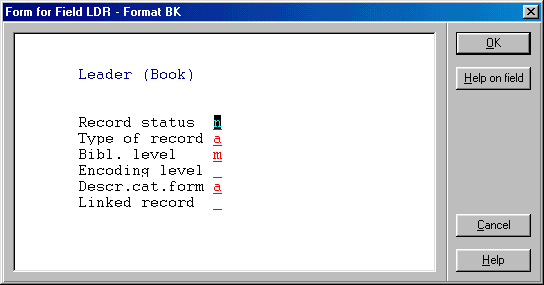 Form for Field LDR - Format BK
Leader (Book)
Record status n
Type of record a
Bibl. level m
Encoding level _
Descr.cat.form a
Linked record _
OK
Help on field
Cancel
Help